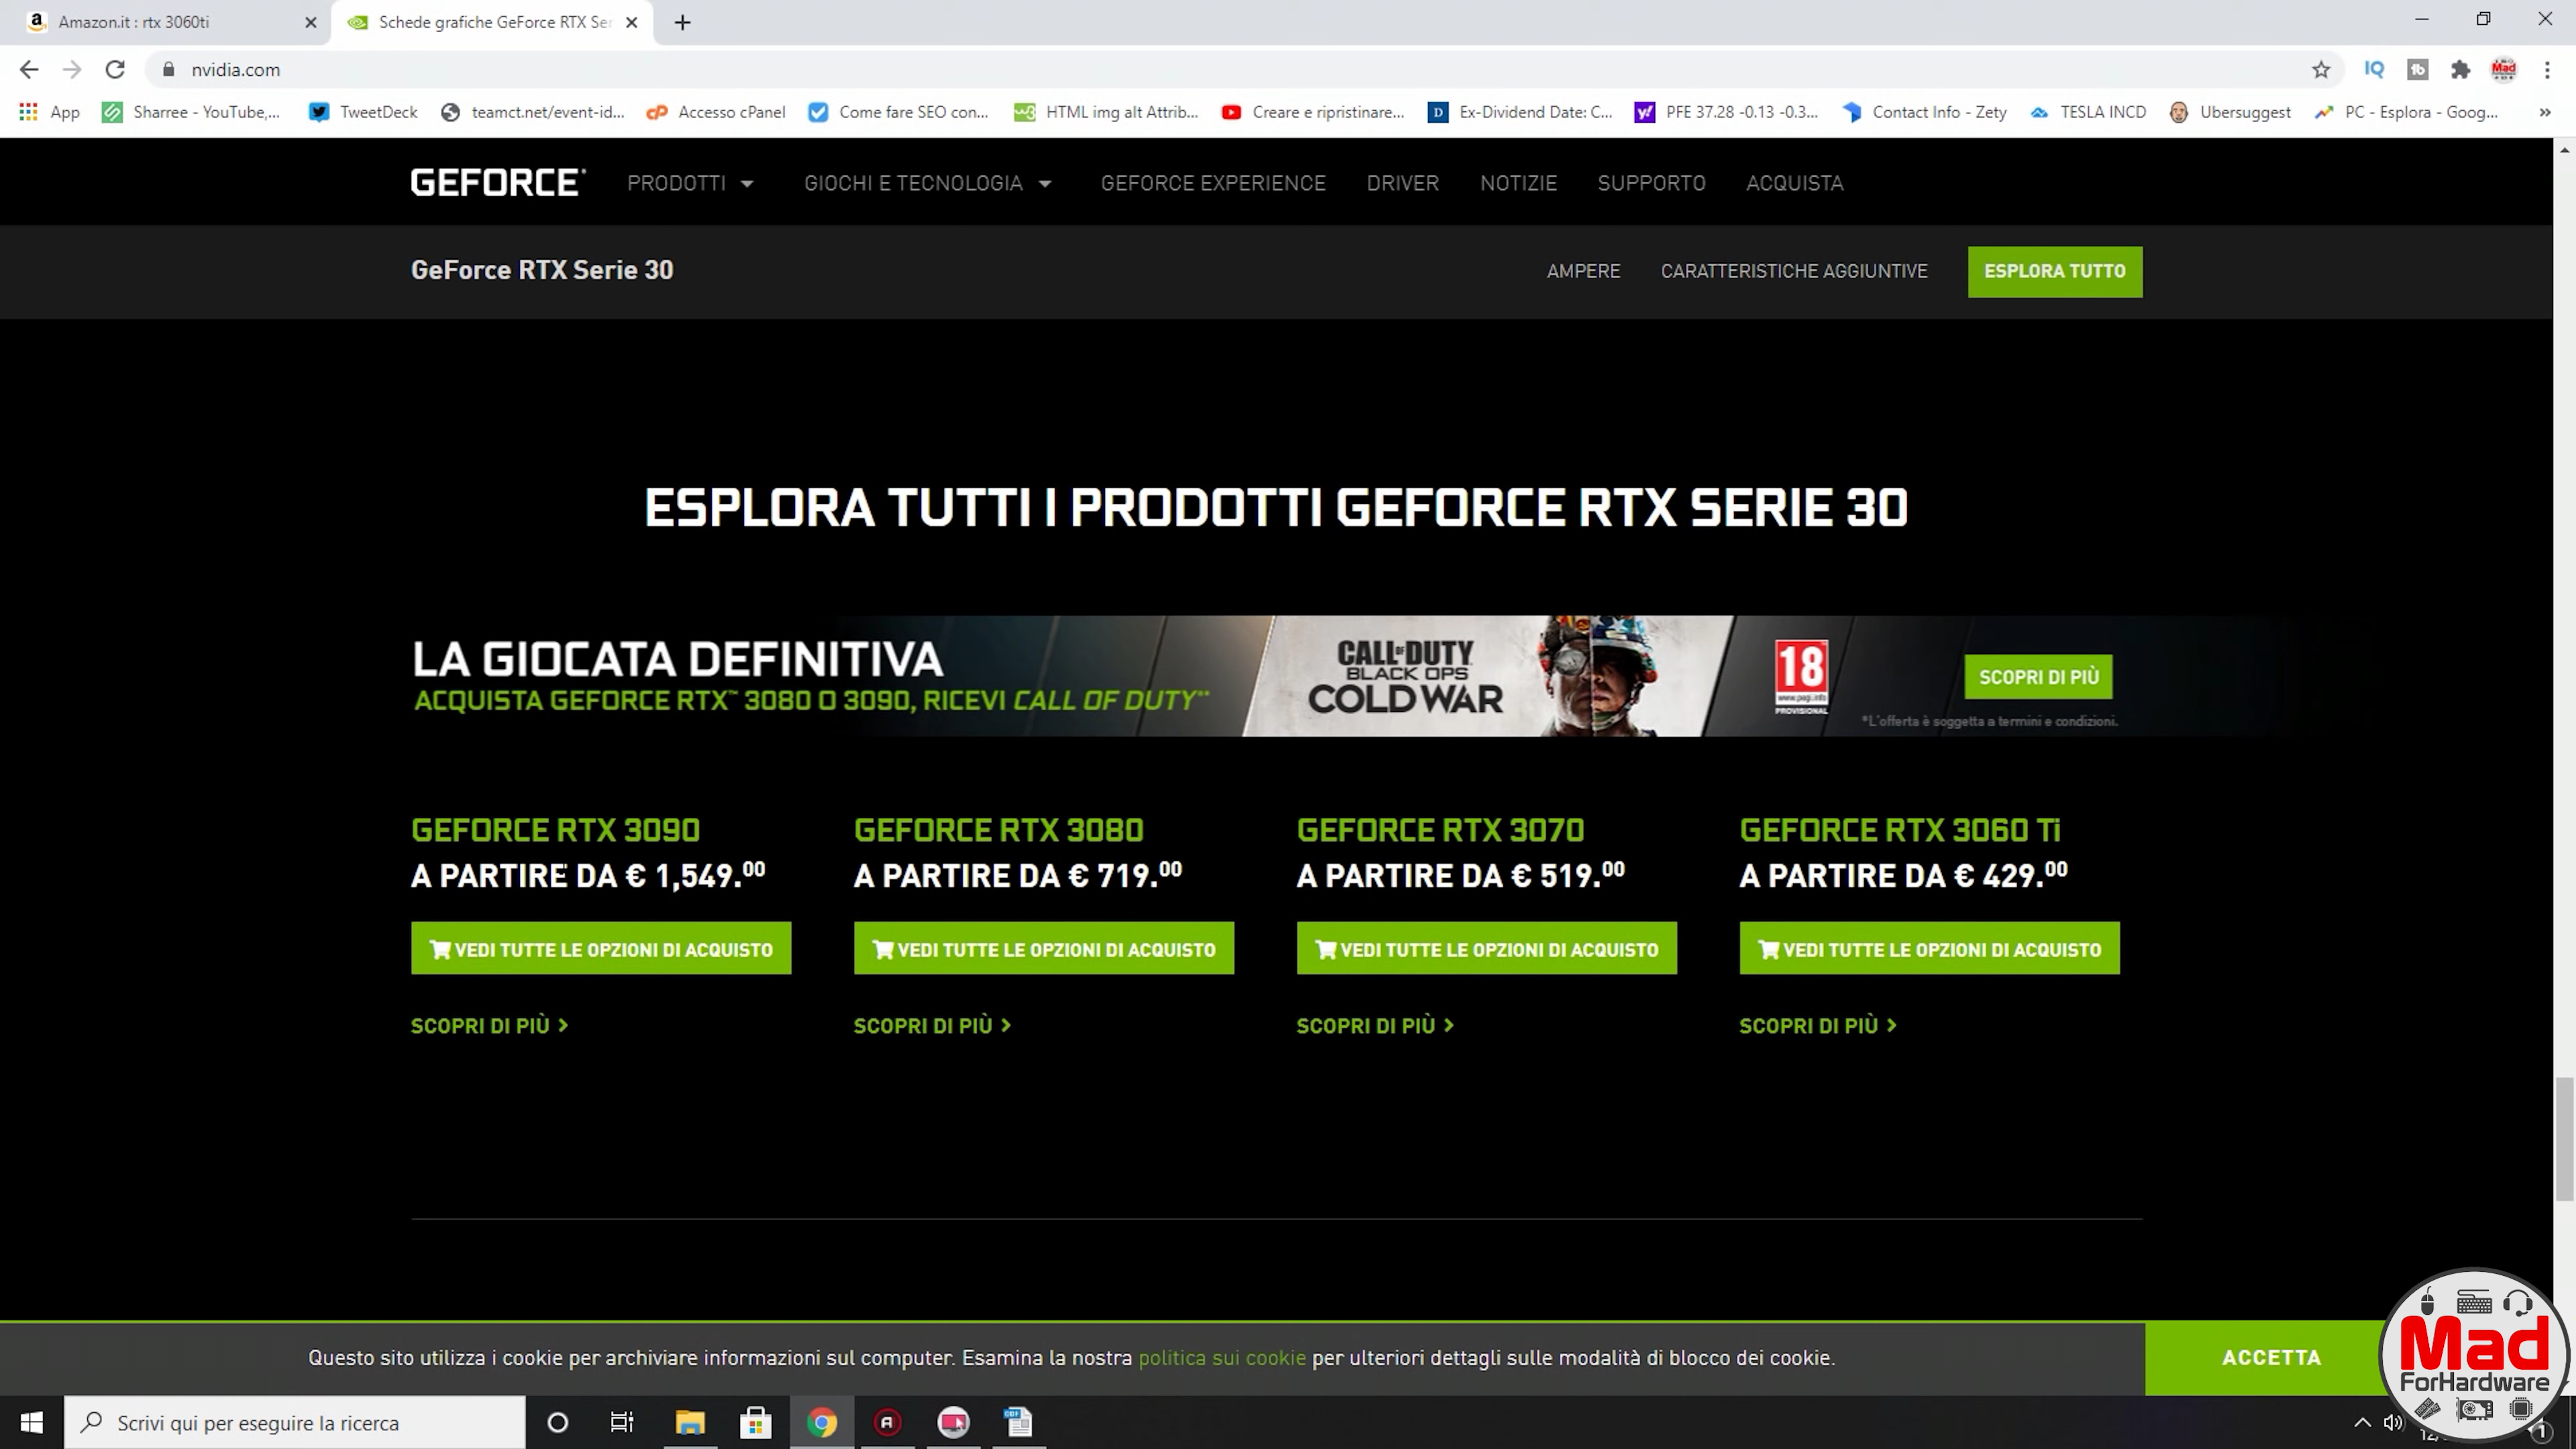 Amazon.it : rtx 3060ti
Schede grafiche GeForce RTX Ser
nvidia.com
IQ
tb
Mad
App
Sharree - YouTube,...
TweetDeck
teamct.net/event-id...
Accesso cPanel
Come fare SEO con...
HTML img alt Attrib...
Creare e ripristinare...
Ex-Dividend Date: C...
PFE 37.28 -0.13 -0.3...
Contact Info - Zety
TESLA INCD
Ubersuggest
PC - Esplora - Goog...
GEFORCE
PRODOTTI
GIOCHI E TECNOLOGIA
GEFORCE EXPERIENCE
DRIVER
NOTIZIE
SUPPORTO
ACQUISTA
GeForce RTX Serie 30
AMPERE
CARATTERISTICHE AGGIUNTIVE
ESPLORA TUTTO
ESPLORA TUTTI I PRODOTTI GEFORCE RTX SERIE 30
LA GIOCATA DEFINITIVA
ACQUISTA GEFORCE RTX™ 3080 O 3090, RICEVI CALL OF DUTY**
CALL OF DUTY
BLACK OPS
COLD WAR
18
www.pegi.info
PROVISIONAL
SCOPRI DI PIÙ
*L'offerta è soggetta a termini e condizioni.
GEFORCE RTX 3090
A PARTIRE DA € 1,549.00
VEDI TUTTE LE OPZIONI DI ACQUISTO
SCOPRI DI PIÙ
GEFORCE RTX 3080
A PARTIRE DA € 719.00
VEDI TUTTE LE OPZIONI DI ACQUISTO
SCOPRI DI PIÙ
GEFORCE RTX 3070
A PARTIRE DA € 519.00
VEDI TUTTE LE OPZIONI DI ACQUISTO
SCOPRI DI PIÙ
GEFORCE RTX 3060 Ti
A PARTIRE DA € 429.00
VEDI TUTTE LE OPZIONI DI ACQUISTO
SCOPRI DI PIÙ
Questo sito utilizza i cookie per archiviare informazioni sul computer. Esamina la nostra politica sui cookie per ulteriori dettagli sulle modalità di blocco dei cookie.
ACCETTA
Mad
ForHardware
Scrivi qui per eseguire la ricerca
1